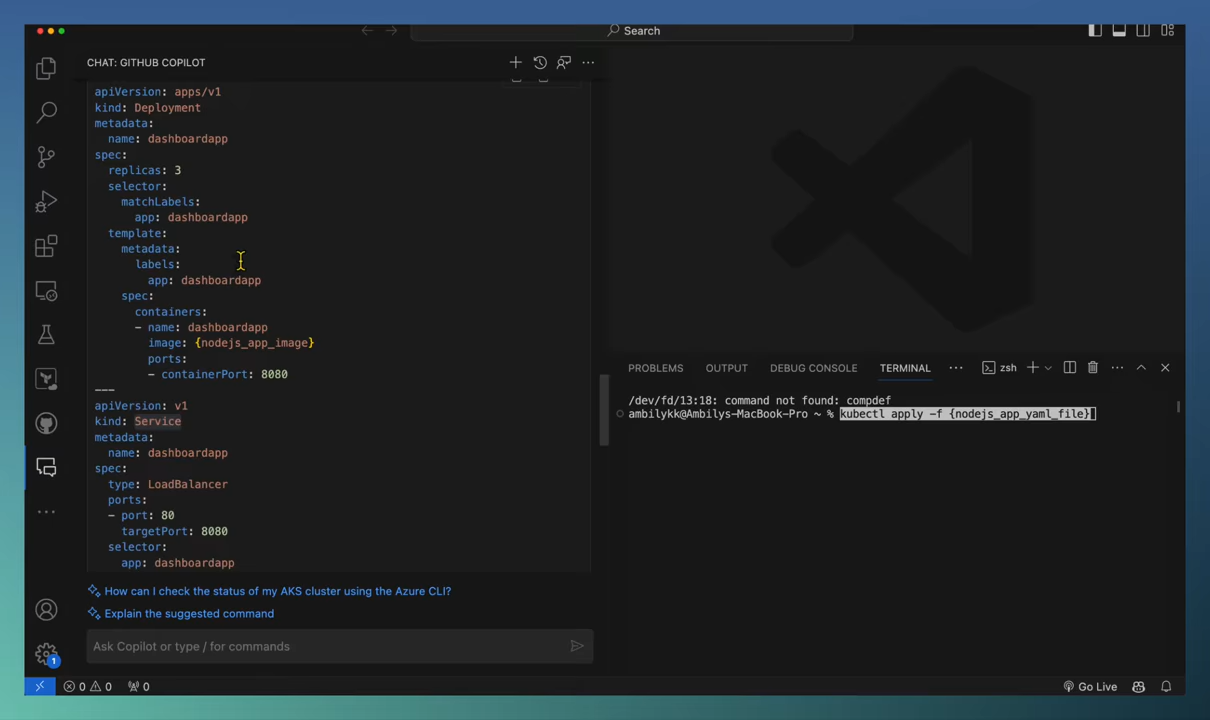 Search
CHAT: GITHUB COPILOT
apiVersion: apps/v1
kind: Deployment
metadata:
  name: dashboardapp
spec:
  replicas: 3
  selector:
    matchLabels:
      app: dashboardapp
  template:
    metadata:
      labels:
        app: dashboardapp
    spec:
      containers:
      - name: dashboardapp
        image: {nodejs_app_image}
        ports:
        - containerPort: 8080
---
apiVersion: v1
kind: Service
metadata:
  name: dashboardapp
spec:
  type: LoadBalancer
  ports:
  - port: 80
    targetPort: 8080
  selector:
    app: dashboardapp
How can I check the status of my AKS cluster using the Azure CLI?
Explain the suggested command
Ask Copilot or type / for commands
PROBLEMS OUTPUT DEBUG CONSOLE TERMINAL ... zsh
/dev/fd/13:18: command not found: compdef
ambilykk@Ambilys-MacBook-Pro ~ % kubectl apply -f {nodejs_app_yaml_file}
1
0 0 0 Go Live